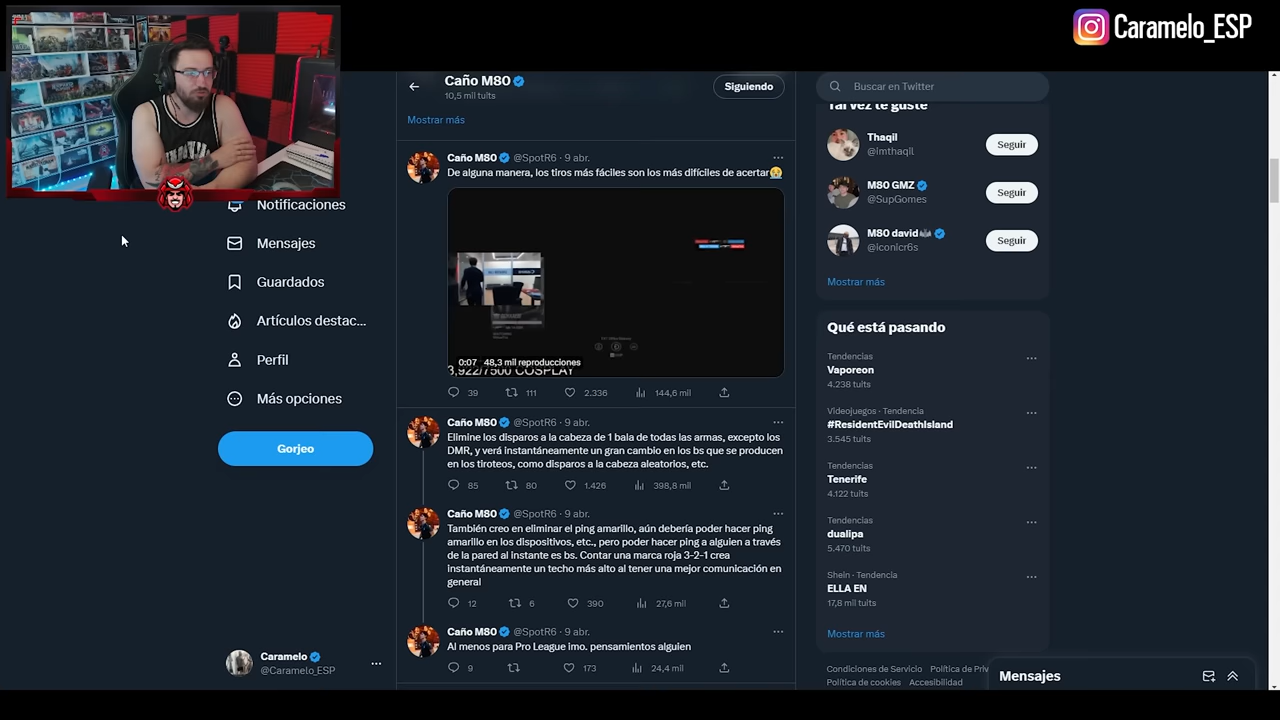 Caramelo_ESP
Caño M80
10,5 mil tuits
Siguiendo
Mostrar más
Notificaciones
Mensajes
Guardados
Artículos destac...
Perfil
Más opciones
Gorjeo
Caramelo
@Caramelo_ESP
Caño M80 @SpotR6 · 9 abr.
De alguna manera, los tiros más fáciles son los más difíciles de acertar😭
0:07 48,3 mil reproducciones
3,922/7500 COSPLAY
39 111 2.336 144,6 mil
Caño M80 @SpotR6 · 9 abr.
Elimine los disparos a la cabeza de 1 bala de todas las armas, excepto los
DMR, y verá instantáneamente un gran cambio en los bs que se producen
en los tiroteos, como disparos a la cabeza aleatorios, etc.
85 80 1.426 398,8 mil
Caño M80 @SpotR6 · 9 abr.
También creo en eliminar el ping amarillo, aún debería poder hacer ping
amarillo en los dispositivos, etc., pero poder hacer ping a alguien a través
de la pared al instante es bs. Contar una marca roja 3-2-1 crea
instantáneamente un techo más alto al tener una mejor comunicación en
general
12 6 390 27,6 mil
Caño M80 @SpotR6 · 9 abr.
Al menos para Pro League imo. pensamientos alguien
9 173 24,4 mil
Buscar en Twitter
Tal vez te guste
Thaqil
@imthaqll
Seguir
M80 GMZ
@SupGomes
Seguir
M80 david
@iconicr6s
Seguir
Mostrar más
Qué está pasando
Tendencias
Vaporeon
4.238 tuits
Videojuegos · Tendencia
#ResidentEvilDeathIsland
3.545 tuits
Tendencias
Tenerife
4.122 tuits
Tendencias
dualipa
5.470 tuits
Shein · Tendencia
ELLA EN
17,8 mil tuits
Mostrar más
Condiciones de Servicio Política de Priv
Política de cookies Accesibilidad
Mensajes